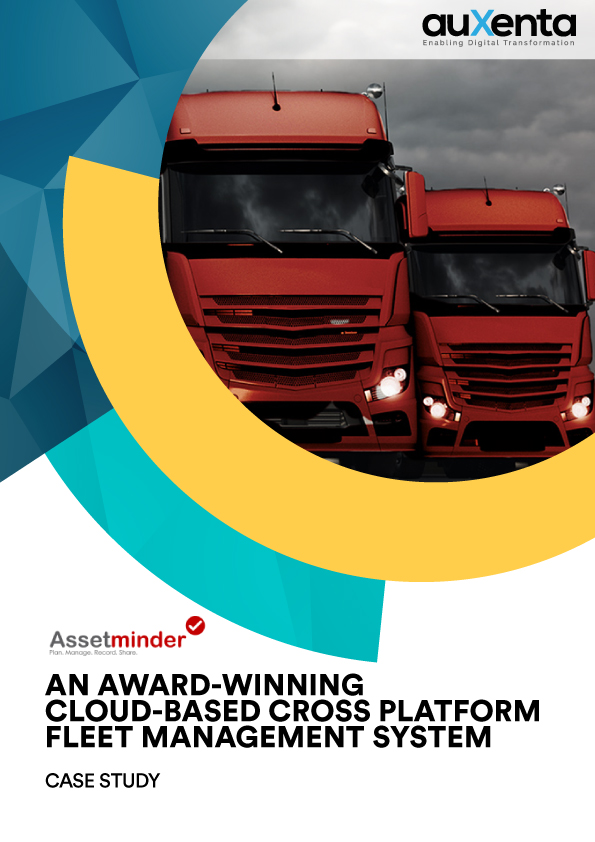 auXenta
Enabling Digital Transformation
Assetminder
Plan. Manage. Record. Share.
AN AWARD-WINNING
CLOUD-BASED CROSS PLATFORM
FLEET MANAGEMENT SYSTEM
CASE STUDY